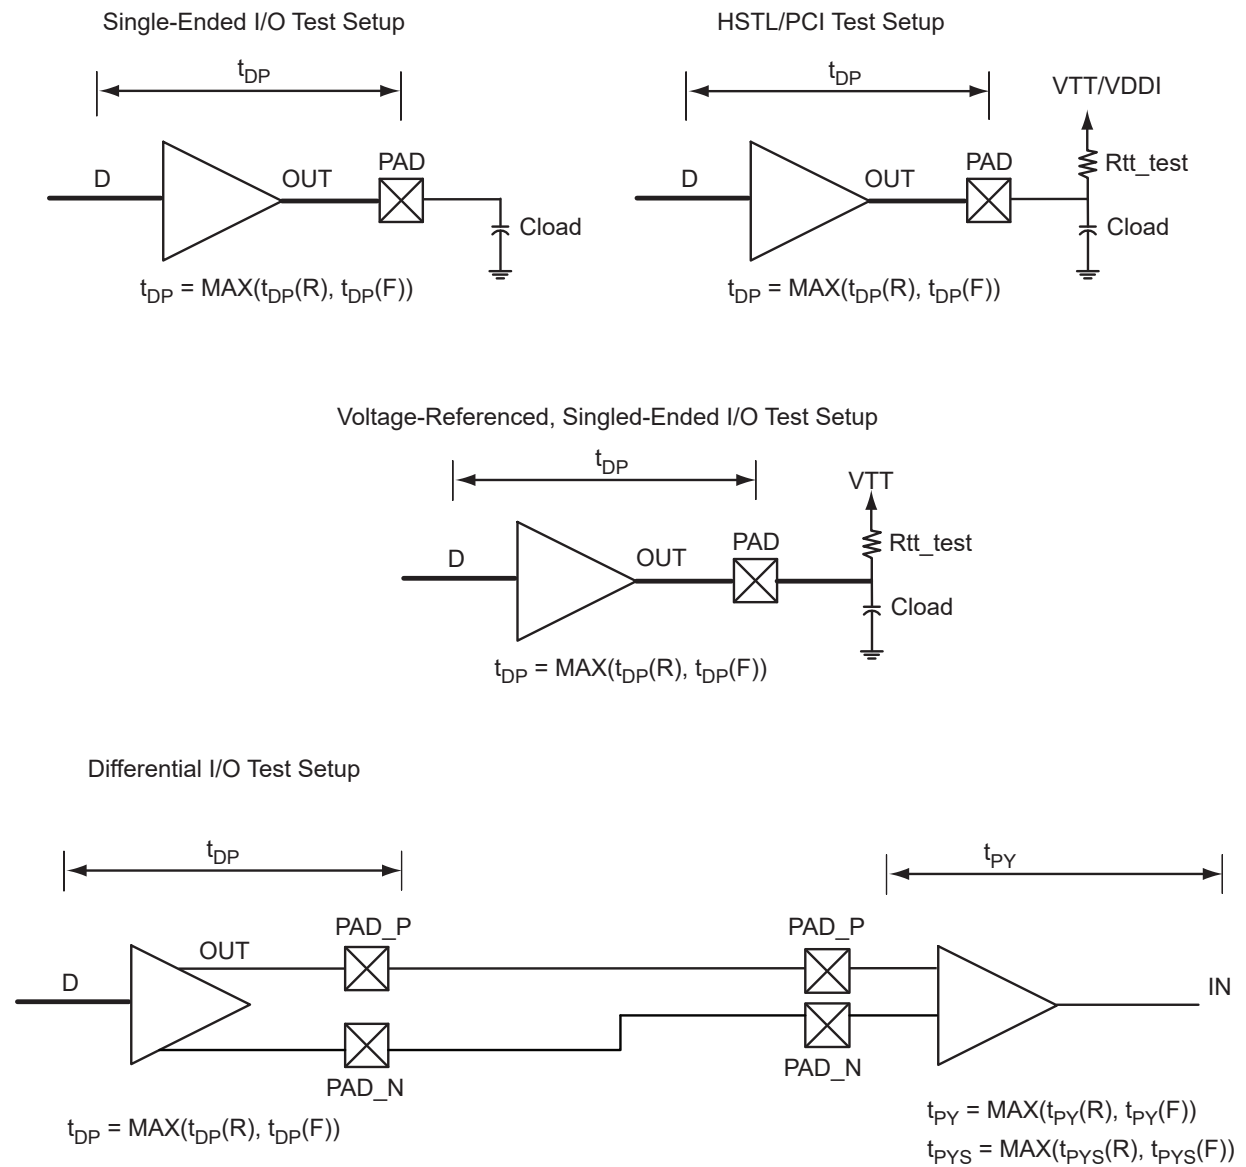 Single-Ended I/O Test Setup
tDP
D
OUT
PAD
Cload
tDP = MAX(tDP(R), tDP(F))
HSTL/PCI Test Setup
tDP
VTT/VDDI
D
OUT
PAD
Rtt_test
Cload
tDP = MAX(tDP(R), tDP(F))
Voltage-Referenced, Singled-Ended I/O Test Setup
tDP
VTT
D
OUT
PAD
Rtt_test
Cload
tDP = MAX(tDP(R), tDP(F))
Differential I/O Test Setup
tDP
tPY
D
OUT
PAD_P
PAD_N
PAD_P
PAD_N
IN
tDP = MAX(tDP(R), tDP(F))
tPY = MAX(tPY(R), tPY(F))
tPYS = MAX(tPYS(R), tPYS(F))